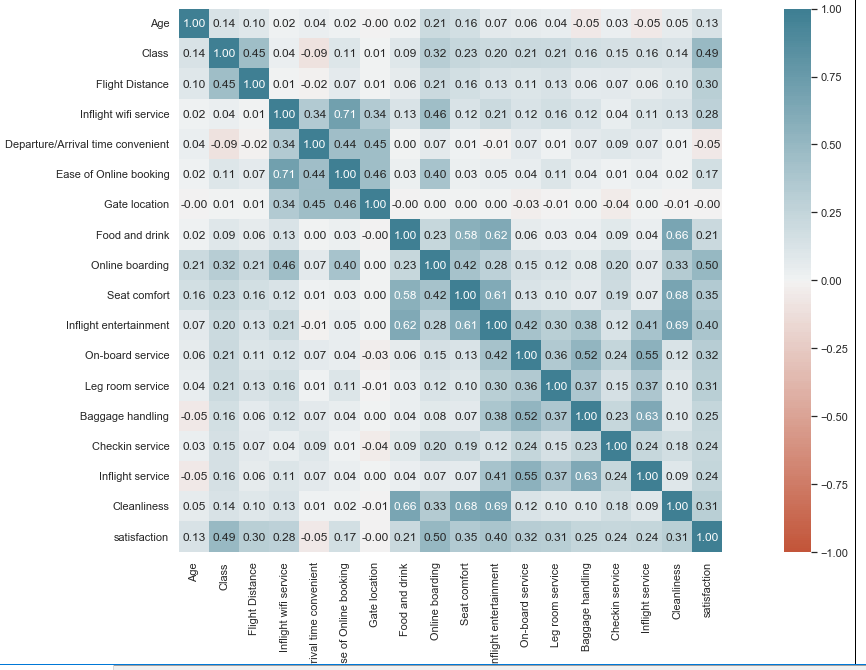 Age 1.00 0.14 0.10 0.02 0.04 0.02 -0.00 0.02 0.21 0.16 0.07 0.06 0.04 -0.05 0.03 -0.05 0.05 0.13
Class 0.14 1.00 0.45 0.04 -0.09 0.11 0.01 0.09 0.32 0.23 0.20 0.21 0.21 0.16 0.15 0.16 0.14 0.49
Flight Distance 0.10 0.45 1.00 0.01 -0.02 0.07 0.01 0.06 0.21 0.16 0.13 0.11 0.13 0.06 0.07 0.06 0.10 0.30
Inflight wifi service 0.02 0.04 0.01 1.00 0.34 0.71 0.34 0.13 0.46 0.12 0.21 0.12 0.16 0.12 0.04 0.11 0.13 0.28
Departure/Arrival time convenient 0.04 -0.09 -0.02 0.34 1.00 0.44 0.45 0.00 0.07 0.01 -0.01 0.07 0.01 0.07 0.09 0.07 0.01 -0.05
Ease of Online booking 0.02 0.11 0.07 0.71 0.44 1.00 0.46 0.03 0.40 0.03 0.05 0.04 0.11 0.04 0.01 0.04 0.02 0.17
Gate location -0.00 0.01 0.01 0.34 0.45 0.46 1.00 -0.00 0.00 0.00 0.00 -0.03 -0.01 0.00 -0.04 0.00 -0.01 -0.00
Food and drink 0.02 0.09 0.06 0.13 0.00 0.03 -0.00 1.00 0.23 0.58 0.62 0.06 0.03 0.04 0.09 0.04 0.66 0.21
Online boarding 0.21 0.32 0.21 0.46 0.07 0.40 0.00 0.23 1.00 0.42 0.28 0.15 0.12 0.08 0.20 0.07 0.33 0.50
Seat comfort 0.16 0.23 0.16 0.12 0.01 0.03 0.00 0.58 0.42 1.00 0.61 0.13 0.10 0.07 0.19 0.07 0.68 0.35
Inflight entertainment 0.07 0.20 0.13 0.21 -0.01 0.05 0.00 0.62 0.28 0.61 1.00 0.42 0.30 0.38 0.12 0.41 0.69 0.40
On-board service 0.06 0.21 0.11 0.12 0.07 0.04 -0.03 0.06 0.15 0.13 0.42 1.00 0.36 0.52 0.24 0.55 0.12 0.32
Leg room service 0.04 0.21 0.13 0.16 0.01 0.11 -0.01 0.03 0.12 0.10 0.30 0.36 1.00 0.37 0.15 0.37 0.10 0.31
Baggage handling -0.05 0.16 0.06 0.12 0.07 0.04 0.00 0.04 0.08 0.07 0.38 0.52 0.37 1.00 0.23 0.63 0.10 0.25
Checkin service 0.03 0.15 0.07 0.04 0.09 0.01 -0.04 0.09 0.20 0.19 0.12 0.24 0.15 0.23 1.00 0.24 0.18 0.24
Inflight service -0.05 0.16 0.06 0.11 0.07 0.04 0.00 0.04 0.07 0.07 0.41 0.55 0.37 0.63 0.24 1.00 0.09 0.24
Cleanliness 0.05 0.14 0.10 0.13 0.01 0.02 -0.01 0.66 0.33 0.68 0.69 0.12 0.10 0.10 0.18 0.09 1.00 0.31
satisfaction 0.13 0.49 0.30 0.28 -0.05 0.17 -0.00 0.21 0.50 0.35 0.40 0.32 0.31 0.25 0.24 0.24 0.31 1.00
Age
Class
Flight Distance
Inflight wifi service
rival time convenient
se of Online booking
Gate location
Food and drink
Online boarding
Seat comfort
nflight entertainment
On-board service
Leg room service
Baggage handling
Checkin service
Inflight service
Cleanliness
satisfaction
1.00
0.75
0.50
0.25
0.00
−0.25
−0.50
−0.75
−1.00